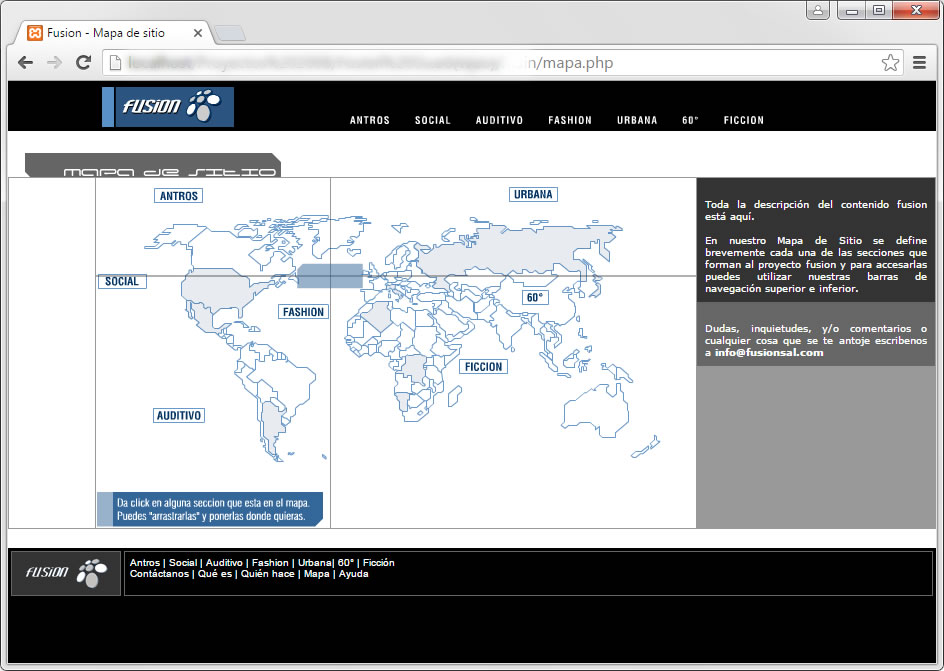 Fusion - Mapa de sitio
n/mapa.php
FUSION
ANTROS SOCIAL AUDITIVO FASHION URBANA 60° FICCION
MAPA DE SITIO
ANTROS
URBANA
SOCIAL
60°
FASHION
FICCION
AUDITIVO
Da click en alguna seccion que esta en el mapa.
Puedes "arrastrarlas" y ponerlas donde quieras.
Toda la descripción del contenido fusion
está aquí.
En nuestro Mapa de Sitio se define
brevemente cada una de las secciones que
forman al proyecto fusion y para accesarlas
puedes utilizar nuestras barras de
navegación superior e inferior.
Dudas, inquietudes, y/o comentarios o
cualquier cosa que se te antoje escribenos
a info@fusionsal.com
FUSION
Antros | Social | Auditivo | Fashion | Urbana| 60° | Ficción
Contáctanos | Qué es | Quién hace | Mapa | Ayuda